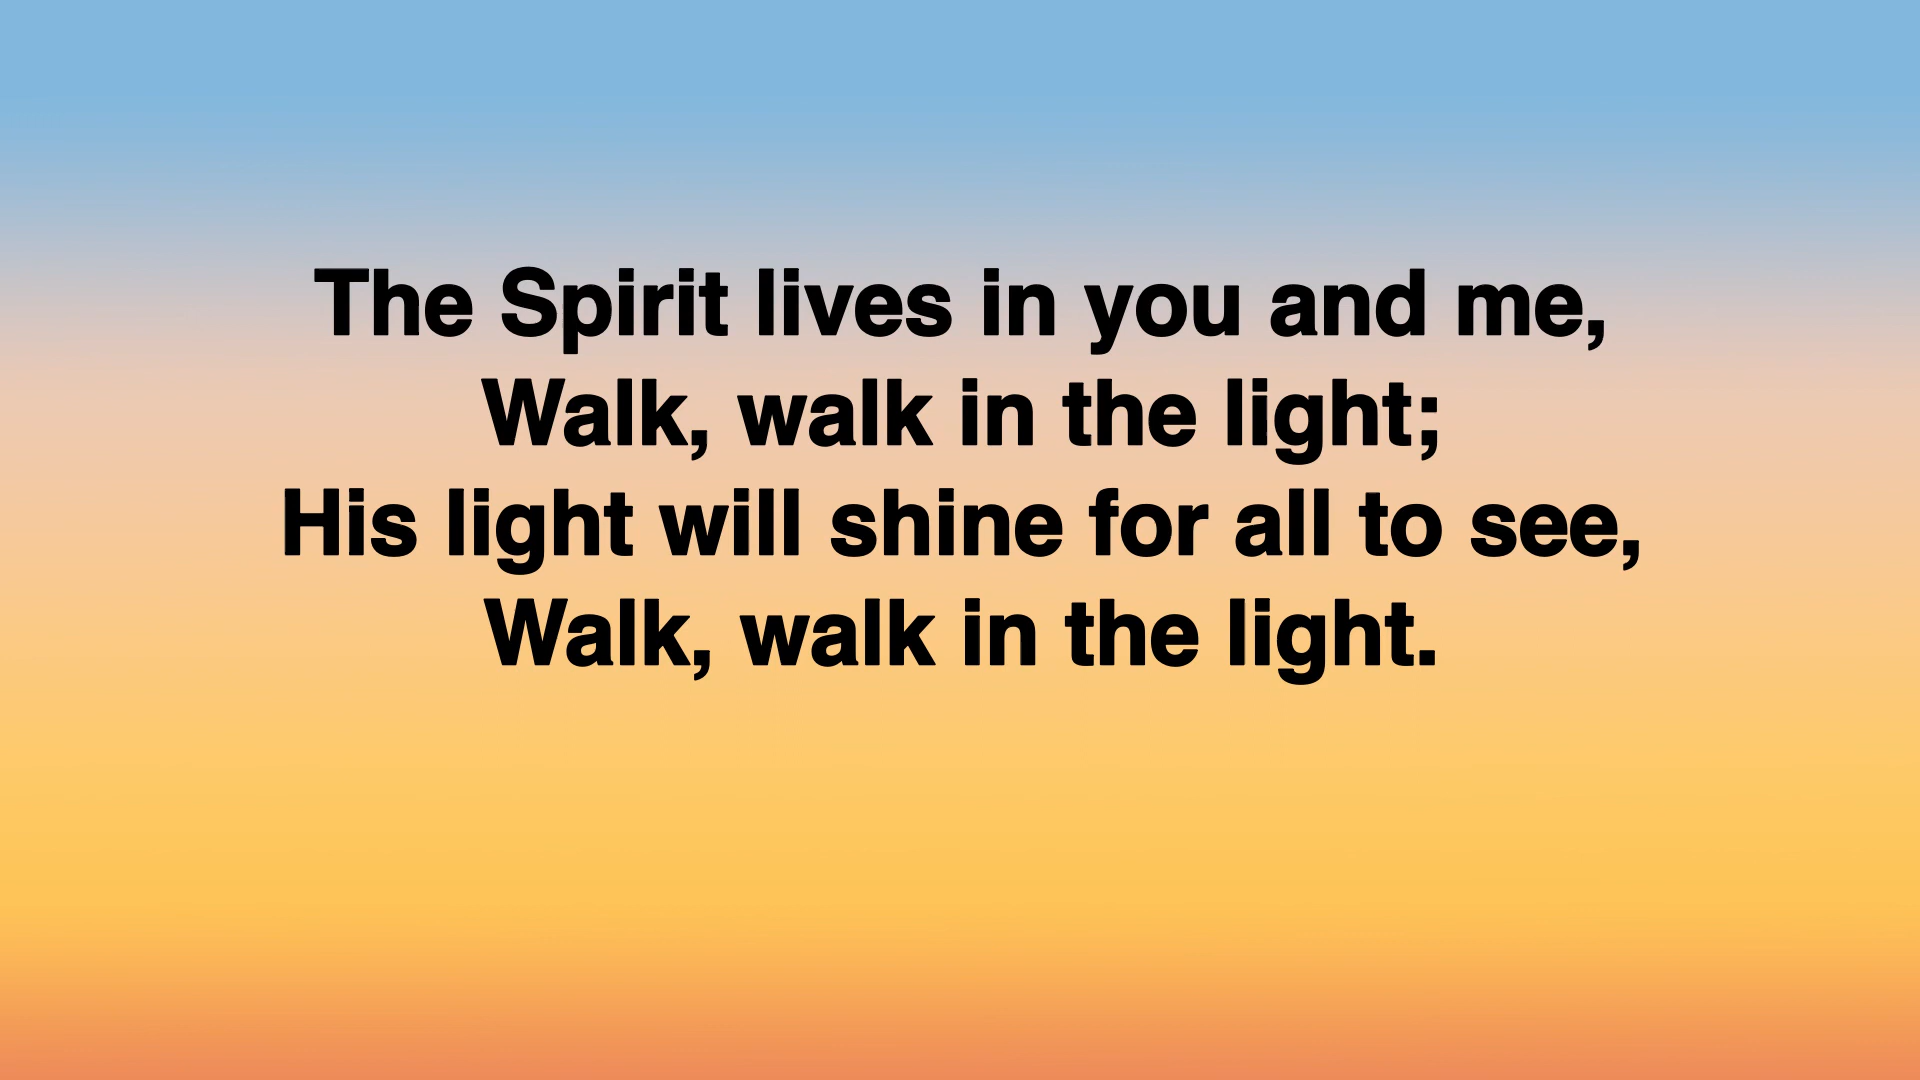 The Spirit lives in you and me,
Walk, walk in the light;
His light will shine for all to see,
Walk, walk in the light.